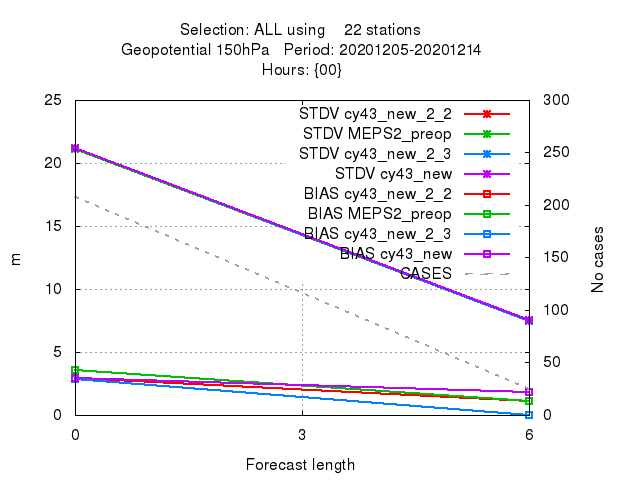 Selection: ALL using    22 stations
Geopotential 150hPa   Period: 20201205-20201214
Hours: {00}
25
20
15
10
5
0
m
300
250
200
150
100
50
0
No cases
STDV cy43_new_2_2
STDV MEPS2_preop
STDV cy43_new_2_3
STDV cy43_new
BIAS cy43_new_2_2
BIAS MEPS2_preop
BIAS cy43_new_2_3
BIAS cy43_new
CASES
0 3 6
Forecast length